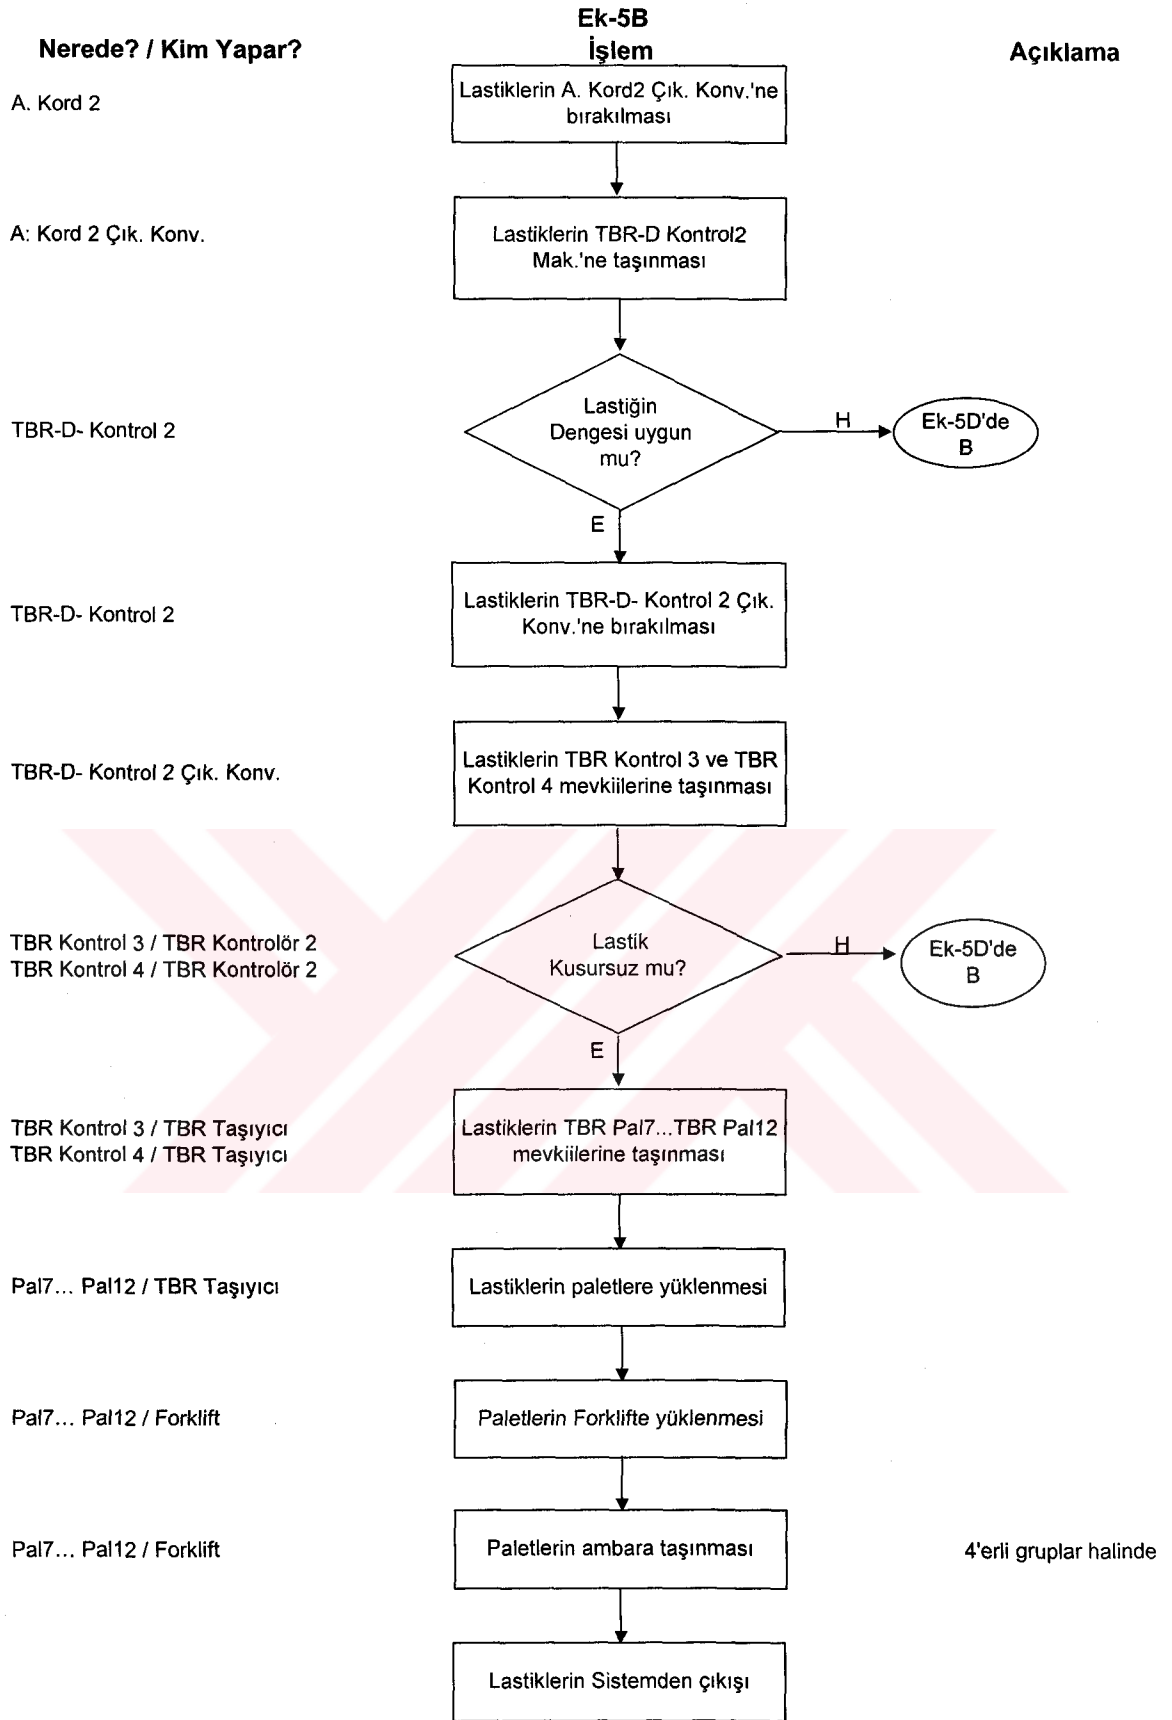 Ek-5B
Nerede? / Kim Yapar?
İşlem
Açıklama
A. Kord 2
Lastiklerin A. Kord2 Çık. Konv.'ne
bırakılması
A: Kord 2 Çık. Konv.
Lastiklerin TBR-D Kontrol2
Mak.'ne taşınması
TBR-D- Kontrol 2
Lastiğin
Dengesi uygun
mu?
H
Ek-5D'de
B
E
TBR-D- Kontrol 2
Lastiklerin TBR-D- Kontrol 2 Çık.
Konv.'ne bırakılması
TBR-D- Kontrol 2 Çık. Konv.
Lastiklerin TBR Kontrol 3 ve TBR
Kontrol 4 mevkiilerine taşınması
TBR Kontrol 3 / TBR Kontrolör 2
TBR Kontrol 4 / TBR Kontrolör 2
Lastik
Kusursuz mu?
H
Ek-5D'de
B
E
TBR Kontrol 3 / TBR Taşıyıcı
TBR Kontrol 4 / TBR Taşıyıcı
Lastiklerin TBR Pal7...TBR Pal12
mevkiilerine taşınması
Pal7... Pal12 / TBR Taşıyıcı
Lastiklerin paletlere yüklenmesi
Pal7... Pal12 / Forklift
Paletlerin Forklifte yüklenmesi
Pal7... Pal12 / Forklift
Paletlerin ambara taşınması
4'erli gruplar halinde
Lastiklerin Sistemden çıkışı